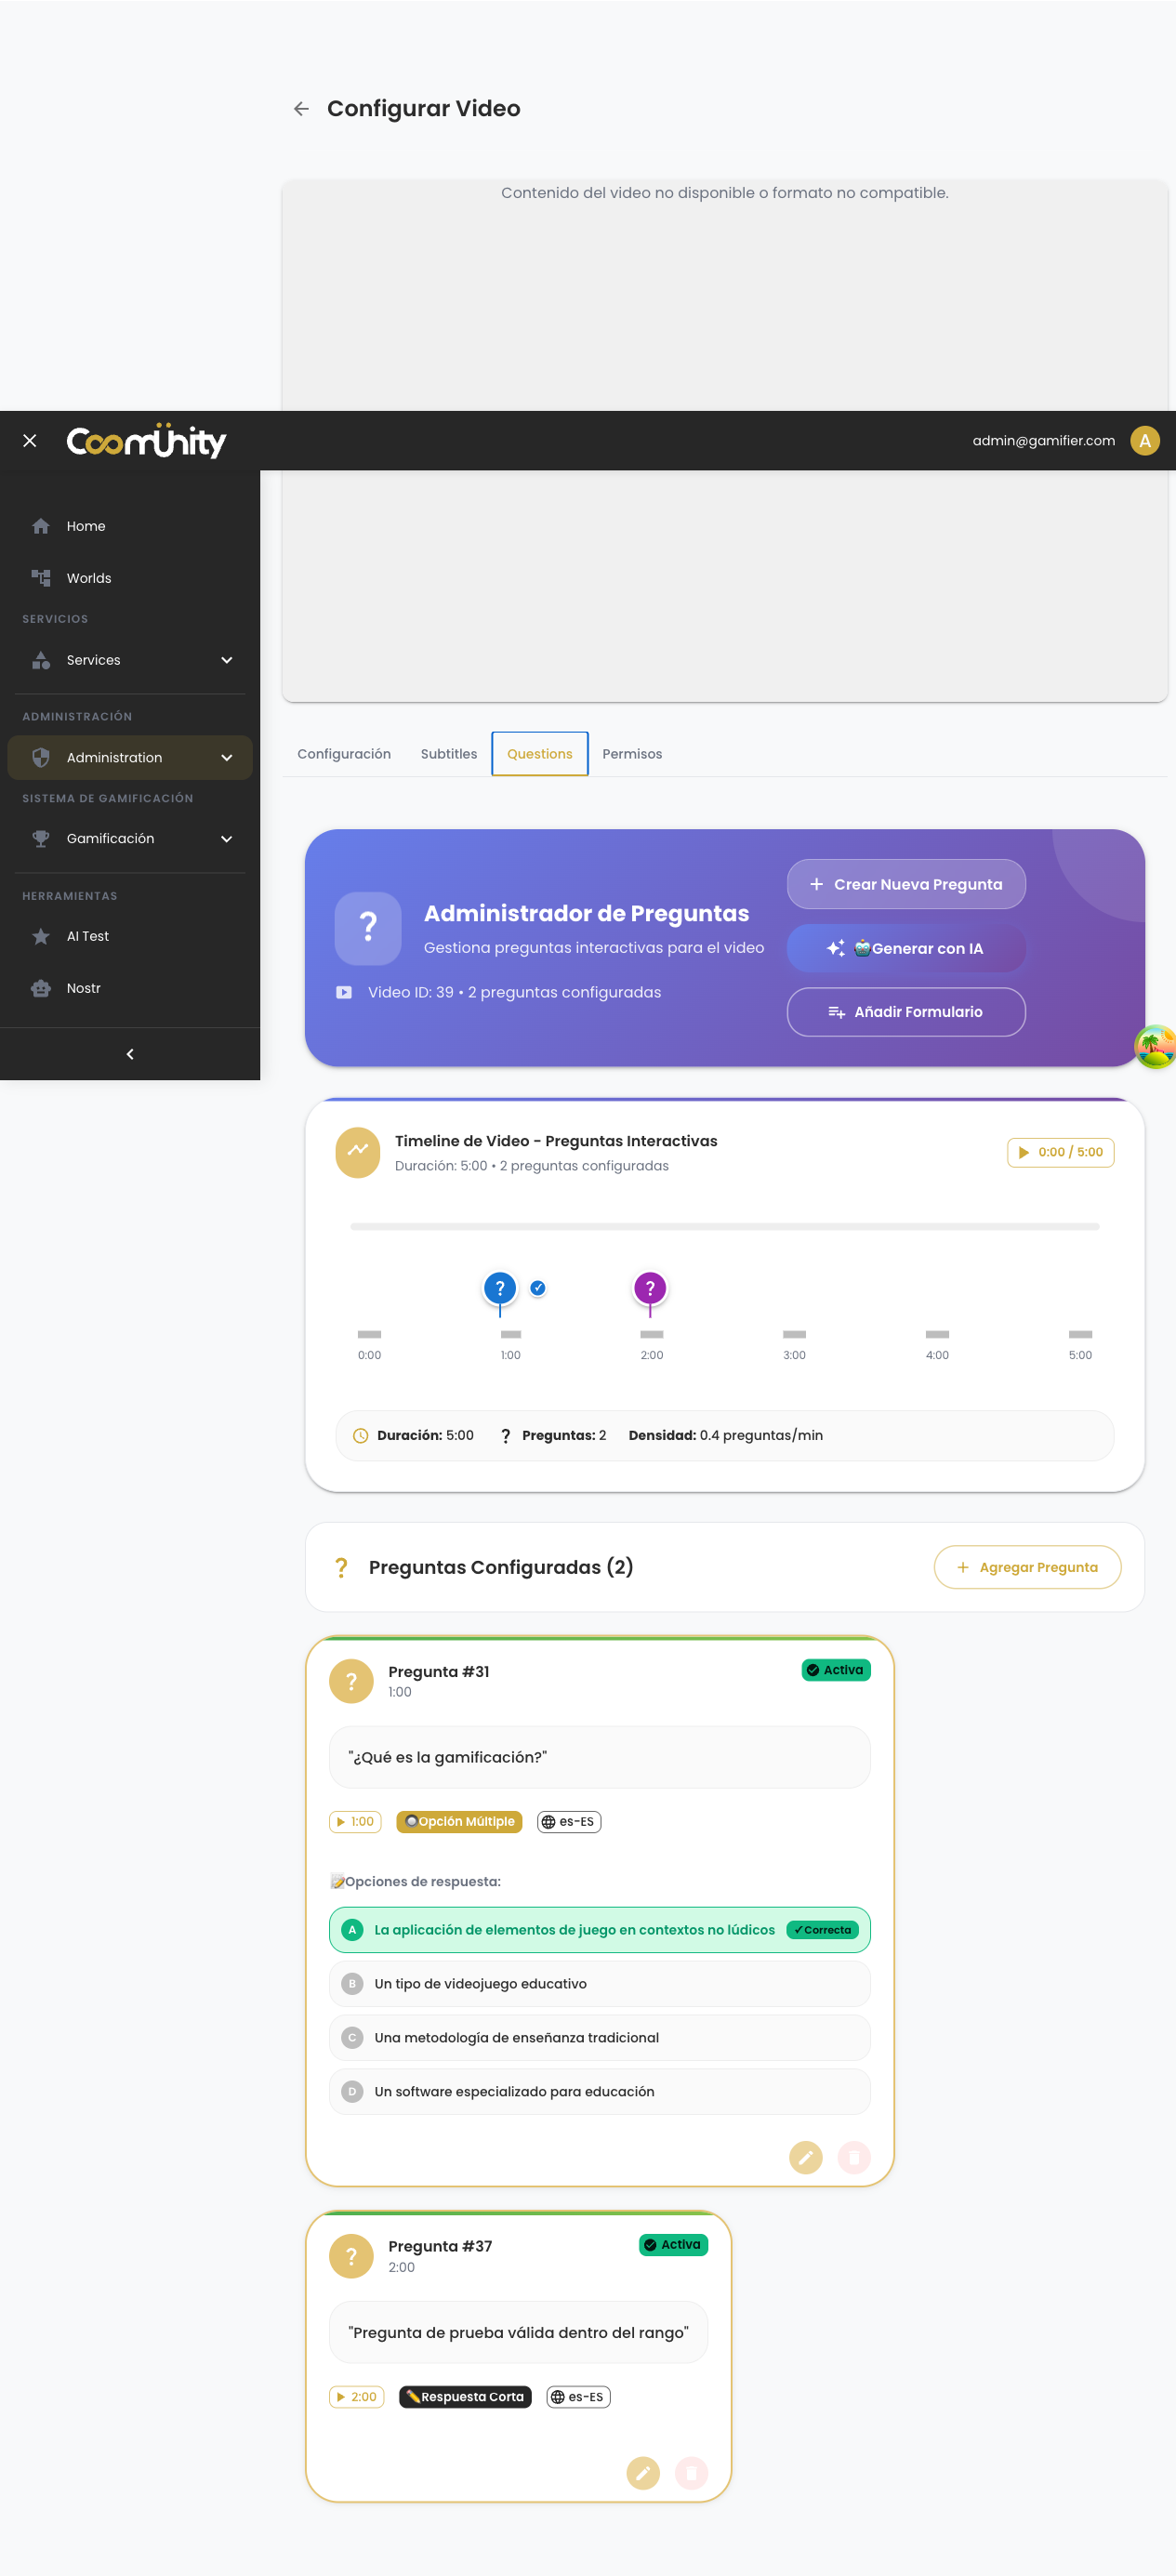 Configurar Video
Contenido del video no disponible o formato no compatible.
CoomÜnity
admin@gamifier.com
A
Home
Worlds
SERVICIOS
Services
ADMINISTRACIÓN
Administration
SISTEMA DE GAMIFICACIÓN
Gamificación
HERRAMIENTAS
AI Test
Nostr
Configuración
Subtitles
Questions
Permisos
?
Administrador de Preguntas
Gestiona preguntas interactivas para el video
Video ID: 39 • 2 preguntas configuradas
Crear Nueva Pregunta
Generar con IA
Añadir Formulario
Timeline de Video - Preguntas Interactivas
Duración: 5:00 • 2 preguntas configuradas
0:00 / 5:00
? ✓ ?
0:00 1:00 2:00 3:00 4:00 5:00
Duración: 5:00 ? Preguntas: 2 Densidad: 0.4 preguntas/min
? Preguntas Configuradas (2)
+ Agregar Pregunta
?
Pregunta #31
1:00
Activa
"¿Qué es la gamificación?"
1:00
Opción Múltiple
es-ES
Opciones de respuesta:
A La aplicación de elementos de juego en contextos no lúdicos ✓Correcta
B Un tipo de videojuego educativo
C Una metodología de enseñanza tradicional
D Un software especializado para educación
?
Pregunta #37
2:00
Activa
"Pregunta de prueba válida dentro del rango"
2:00
Respuesta Corta
es-ES